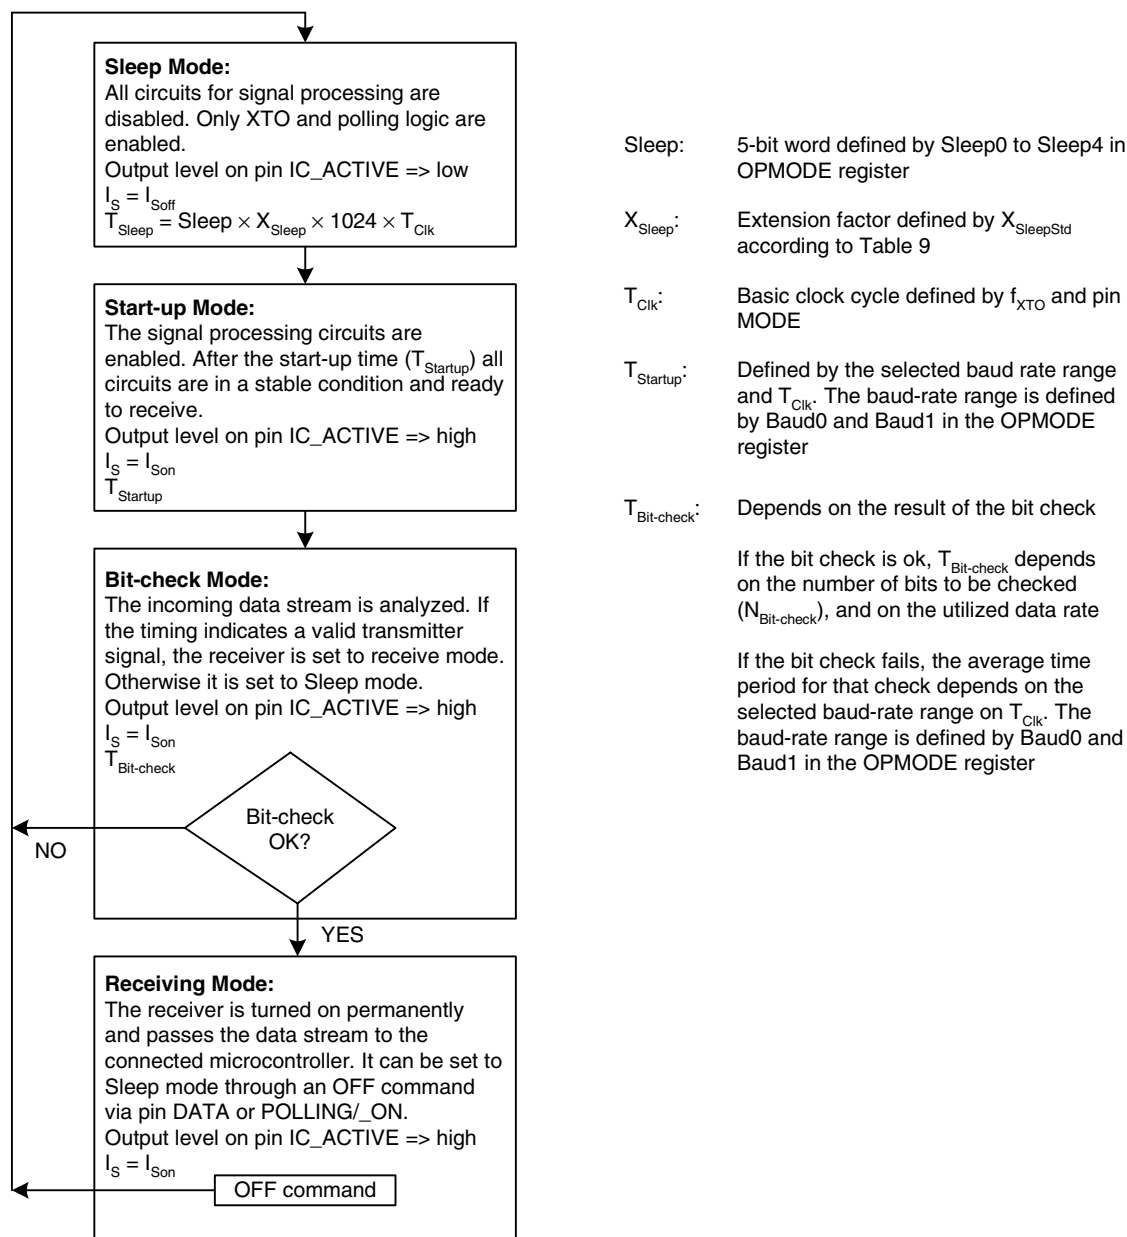 Sleep Mode:
All circuits for signal processing are
disabled. Only XTO and polling logic are
enabled.
Output level on pin IC_ACTIVE => low
I_S = I_Soff
T_Sleep = Sleep × X_Sleep × 1024 × T_Clk
Start-up Mode:
The signal processing circuits are
enabled. After the start-up time (T_Startup) all
circuits are in a stable condition and ready
to receive.
Output level on pin IC_ACTIVE => high
I_S = I_Son
T_Startup
Bit-check Mode:
The incoming data stream is analyzed. If
the timing indicates a valid transmitter
signal, the receiver is set to receive mode.
Otherwise it is set to Sleep mode.
Output level on pin IC_ACTIVE => high
I_S = I_Son
T_Bit-check
Bit-check
OK?
NO
YES
Receiving Mode:
The receiver is turned on permanently
and passes the data stream to the
connected microcontroller. It can be set to
Sleep mode through an OFF command
via pin DATA or POLLING/_ON.
Output level on pin IC_ACTIVE => high
I_S = I_Son
OFF command
Sleep: 5-bit word defined by Sleep0 to Sleep4 in
OPMODE register
X_Sleep: Extension factor defined by X_SleepStd
according to Table 9
T_Clk: Basic clock cycle defined by f_XTO and pin
MODE
T_Startup: Defined by the selected baud rate range
and T_Clk. The baud-rate range is defined
by Baud0 and Baud1 in the OPMODE
register
T_Bit-check: Depends on the result of the bit check
If the bit check is ok, T_Bit-check depends
on the number of bits to be checked
(N_Bit-check), and on the utilized data rate
If the bit check fails, the average time
period for that check depends on the
selected baud-rate range on T_Clk. The
baud-rate range is defined by Baud0 and
Baud1 in the OPMODE register